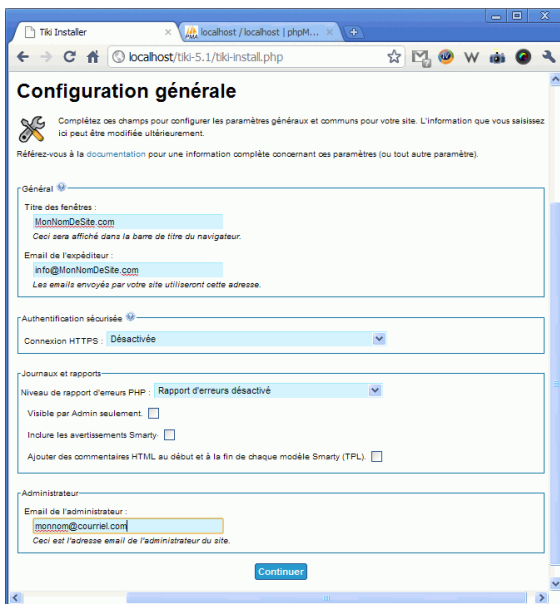 Tiki Installer
localhost / localhost | phpM...
localhost/tiki-5.1/tiki-install.php
Configuration générale
Complétez ces champs pour configurer les paramètres généraux et communs pour votre site. L'information que vous saisissez
ici peut être modifiée ultérieurement.
Référez-vous à la documentation pour une information complète concernant ces paramètres (ou tout autre paramètre).
Général
Titre des fenêtres :
MonNomDeSite.com
Ceci sera affiché dans la barre de titre du navigateur.
Email de l'expéditeur :
info@MonNomDeSite.com
Les emails envoyés par votre site utiliseront cette adresse.
Authentification sécurisée
Connexion HTTPS : Désactivée
Journaux et rapports
Niveau de rapport d'erreurs PHP : Rapport d'erreurs désactivé
Visible par Admin seulement.
Inclure les avertissements Smarty
Ajouter des commentaires HTML au début et à la fin de chaque modèle Smarty (TPL).
Administrateur
Email de l'administrateur :
monnom@courriel.com
Ceci est l'adresse email de l'administrateur du site.
Continuer